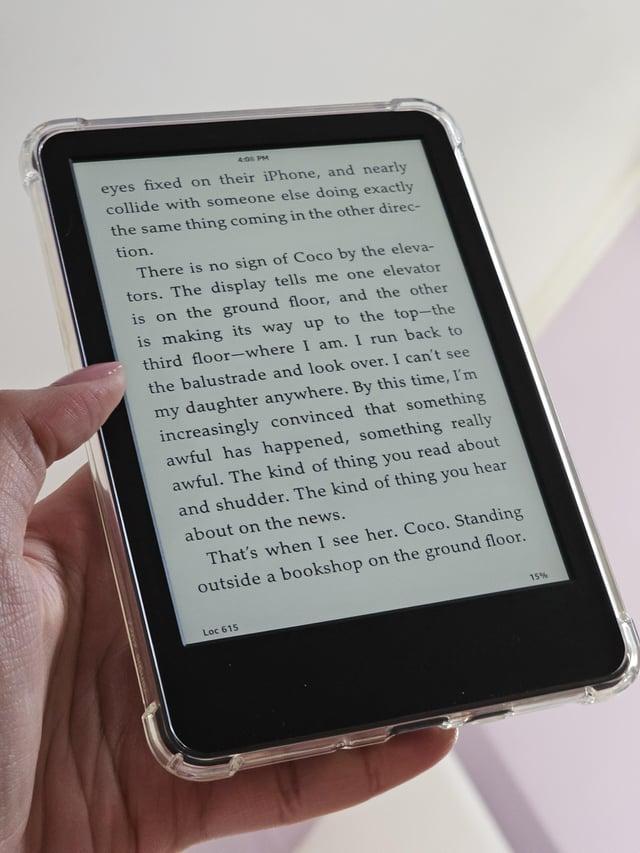 4:08 PM
eyes fixed on their iPhone, and nearly
collide with someone else doing exactly
the same thing coming in the other direc-
tion.
There is no sign of Coco by the eleva-
tors. The display tells me one elevator
is on the ground floor, and the other
is making its way up to the top—the
third floor—where I am. I run back to
the balustrade and look over. I can't see
my daughter anywhere. By this time, I'm
increasingly convinced that something
awful has happened, something really
awful. The kind of thing you read about
and shudder. The kind of thing you hear
about on the news.
That's when I see her. Coco. Standing
outside a bookshop on the ground floor.
Loc 615 15%